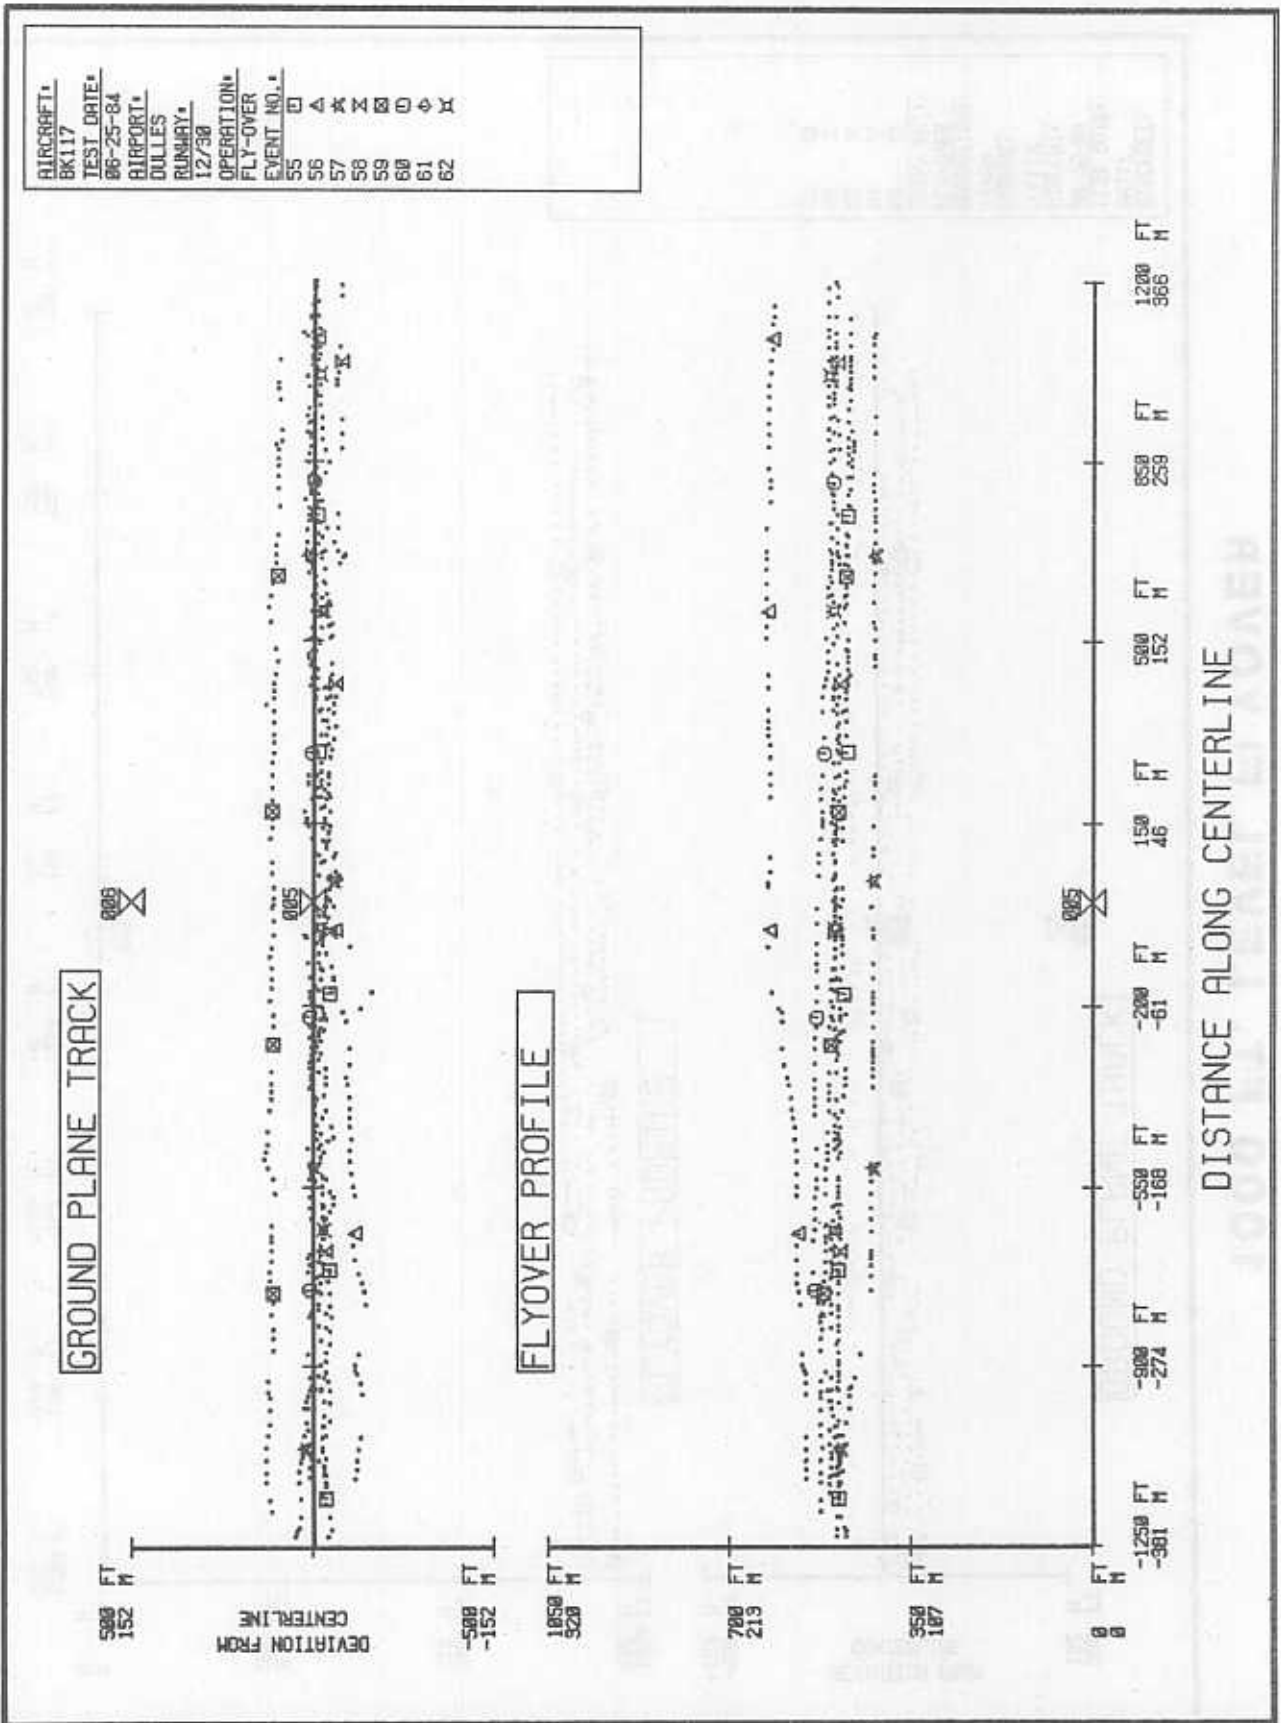 AIRCRAFT:
BK117
TEST DATE:
06-25-84
AIRPORT:
DULLES
RUNWAY:
12/30
OPERATION:
FLY-OVER
EVENT NO.:
55
56
57
58
59
60
61
62
GROUND PLANE TRACK
500 FT
152 M
DEVIATION FROM
CENTERLINE
-500 FT
-152 M
006
005
FLYOVER PROFILE
1050 FT
320 M
700 FT
213 M
350 FT
107 M
0 FT
0 M
005
-1250 FT
-381 M
-900 FT
-274 M
-550 FT
-168 M
-200 FT
-61 M
150 FT
46 M
500 FT
152 M
850 FT
259 M
1200 FT
366 M
DISTANCE ALONG CENTERLINE